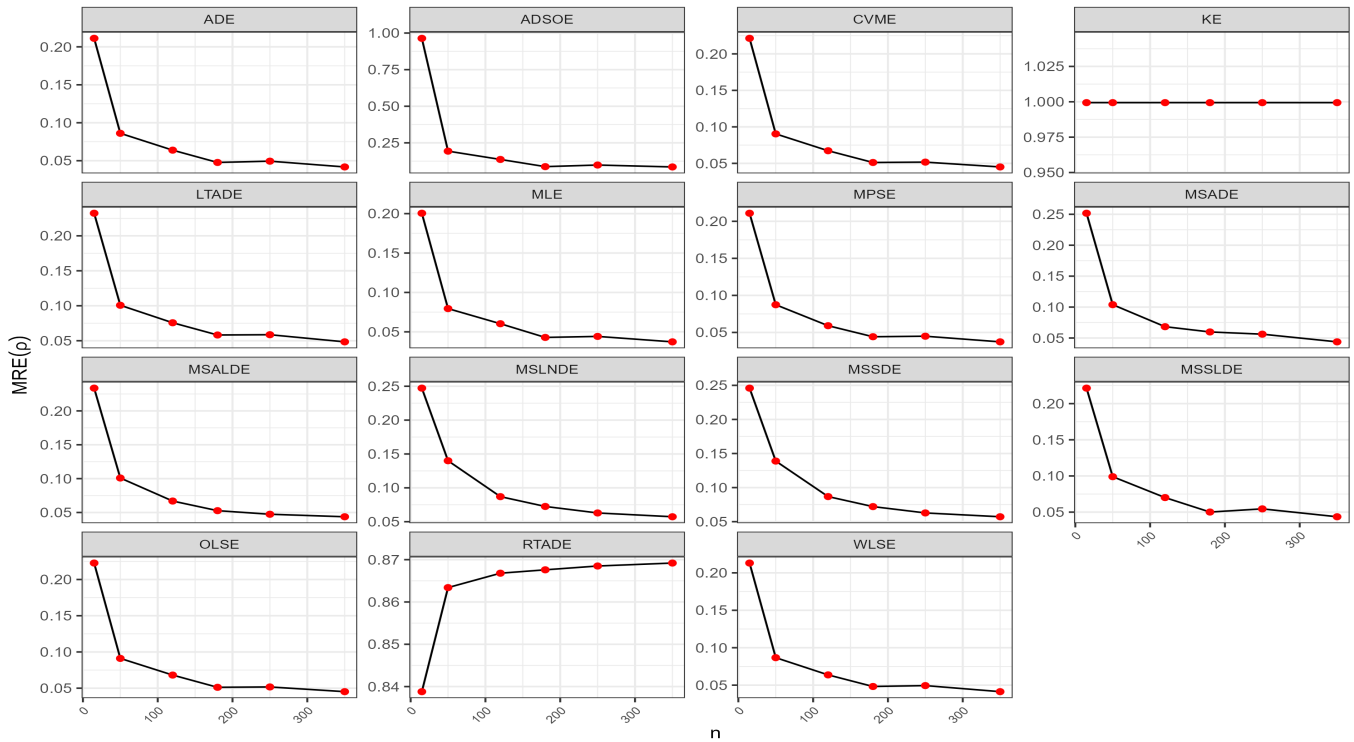 ADE ADSOE CVME KE
0.20 0.15 0.10 0.05
1.00 0.75 0.50 0.25
0.20 0.15 0.10 0.05
1.025 1.000 0.975 0.950
LTADE MLE MPSE MSADE
0.20 0.15 0.10 0.05
0.20 0.15 0.10 0.05
0.20 0.15 0.10 0.05
0.25 0.20 0.15 0.10 0.05
MRE(ρ)
MSALDE MSLNDE MSSDE MSSLDE
0.20 0.15 0.10 0.05
0.25 0.20 0.15 0.10 0.05
0.25 0.20 0.15 0.10 0.05
0.20 0.15 0.10 0.05
0 100 200 300
OLSE RTADE WLSE
0.20 0.15 0.10 0.05
0.87 0.86 0.85 0.84
0.20 0.15 0.10 0.05
0 100 200 300
0 100 200 300
0 100 200 300
n